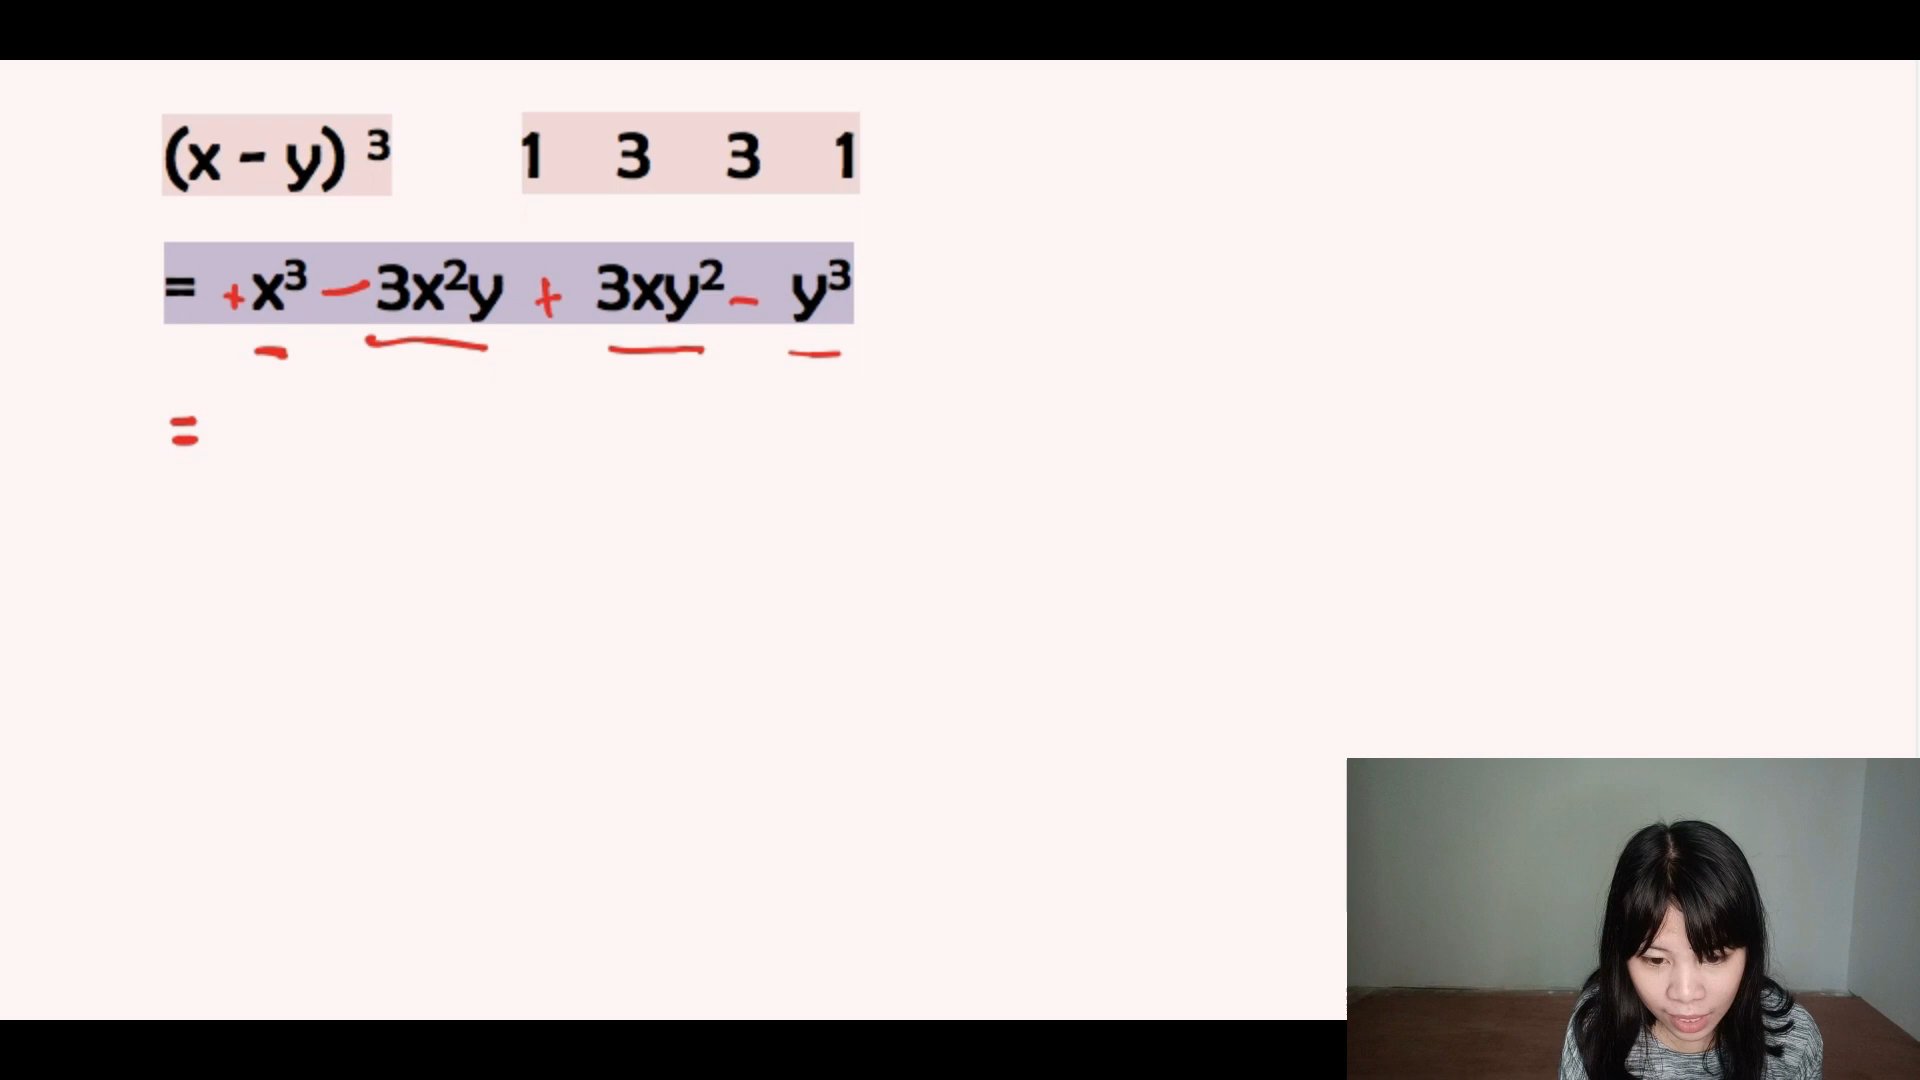 (x - y) ³ 1 3 3 1
= +x³ - 3x²y + 3xy² - y³
=